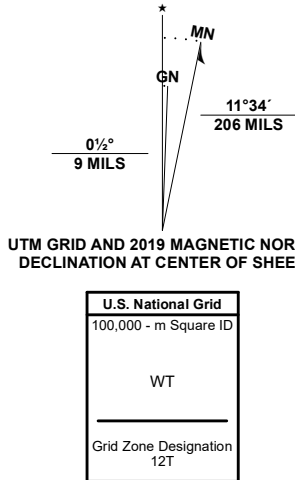 ★
MN
GN
11°34´
206 MILS
0½°
9 MILS
UTM GRID AND 2019 MAGNETIC NOR
DECLINATION AT CENTER OF SHEE
U.S. National Grid
100,000 - m Square ID
WT
Grid Zone Designation
12T